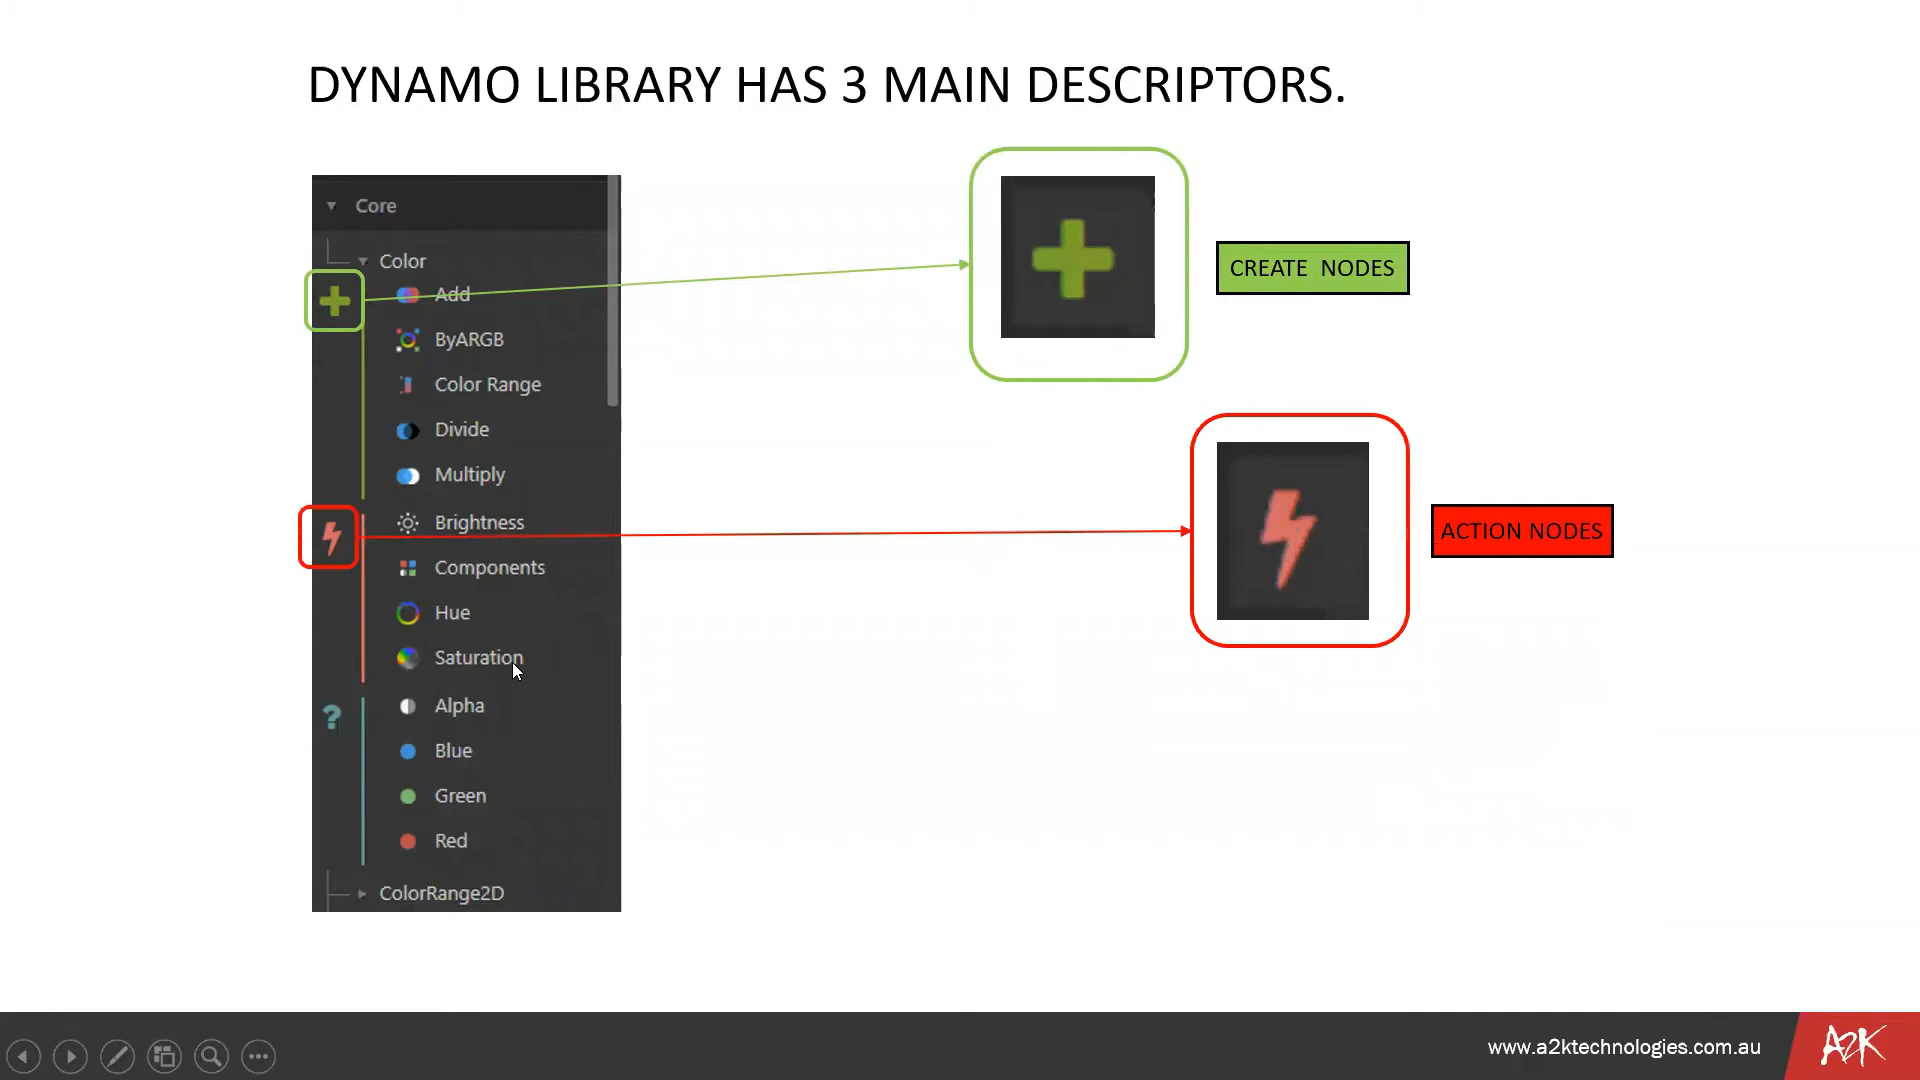 DYNAMO LIBRARY HAS 3 MAIN DESCRIPTORS.
Core
Color
Add
ByARGB
Color Range
Divide
Multiply
Brightness
Components
Hue
Saturation
?
Alpha
Blue
Green
Red
ColorRange2D
CREATE NODES
ACTION NODES
www.a2ktechnologies.com.au
A2K